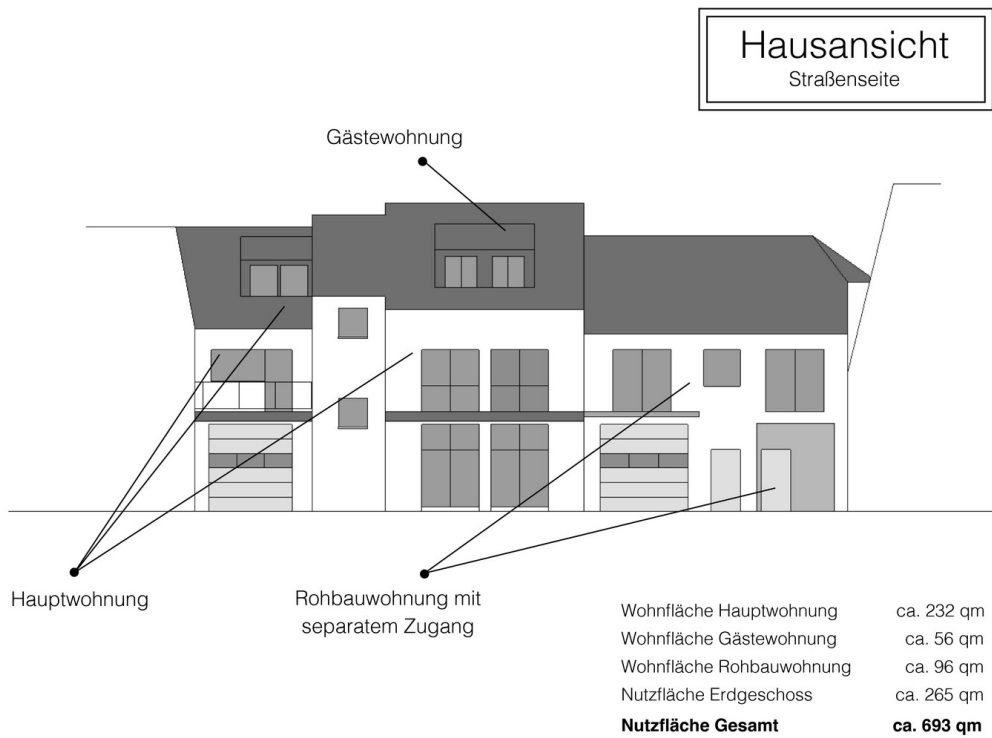 Hausansicht
Straßenseite
Gästewohnung
Hauptwohnung
Rohbauwohnung mit
separatem Zugang
Wohnfläche Hauptwohnung ca. 232 qm
Wohnfläche Gästewohnung ca. 56 qm
Wohnfläche Rohbauwohnung ca. 96 qm
Nutzfläche Erdgeschoss ca. 265 qm
Nutzfläche Gesamt ca. 693 qm